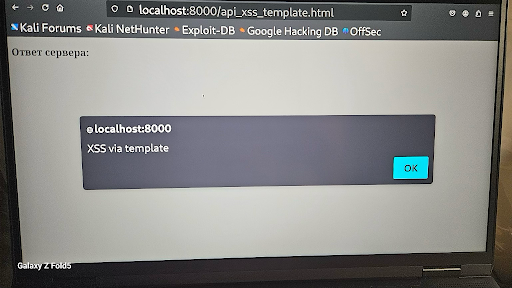 localhost:8000/api_xss_template.html
Kali Forums Kali NetHunter Exploit-DB Google Hacking DB OffSec
Ответ сервера:
localhost:8000
XSS via template
OK
Galaxy Z Fold5